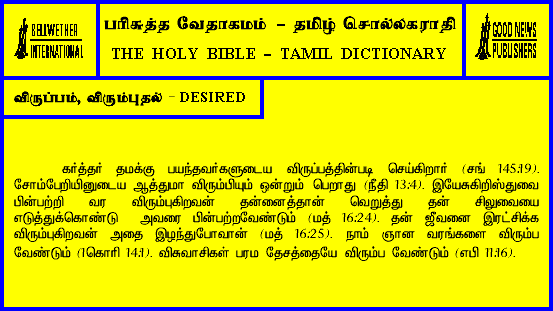 BELLWETHER
INTERNATIONAL
பரிசுத்த வேதாகமம் – தமிழ் சொல்லகராதி
THE HOLY BIBLE – TAMIL DICTIONARY
GOOD NEWS
PUBLISHERS
விருப்பம், விரும்புதல் - DESIRED
கர்த்தர் தமக்கு பயந்தவர்களுடைய விருப்பத்தின்படி செய்கிறார் (சங் 145:19).
சோம்பேறியினுடைய ஆத்துமா விரும்பியும் ஒன்றும் பெறாது (நீதி 13:4). இயேசுகிறிஸ்துவை
பின்பற்றி வர விரும்புகிறவன் தன்னைத்தான் வெறுத்து தன் சிலுவையை
எடுத்துக்கொண்டு அவரை பின்பற்றவேண்டும் (மத் 16:24). தன் ஜீவனை இரட்சிக்க
விரும்புகிறவன் அதை இழந்துபோவான் (மத் 16:25). நாம் ஞான வரங்களை விரும்ப
வேண்டும் (1கொரி 14:1). விசுவாசிகள் பரம தேசத்தையே விரும்ப வேண்டும் (எபி 11:16).